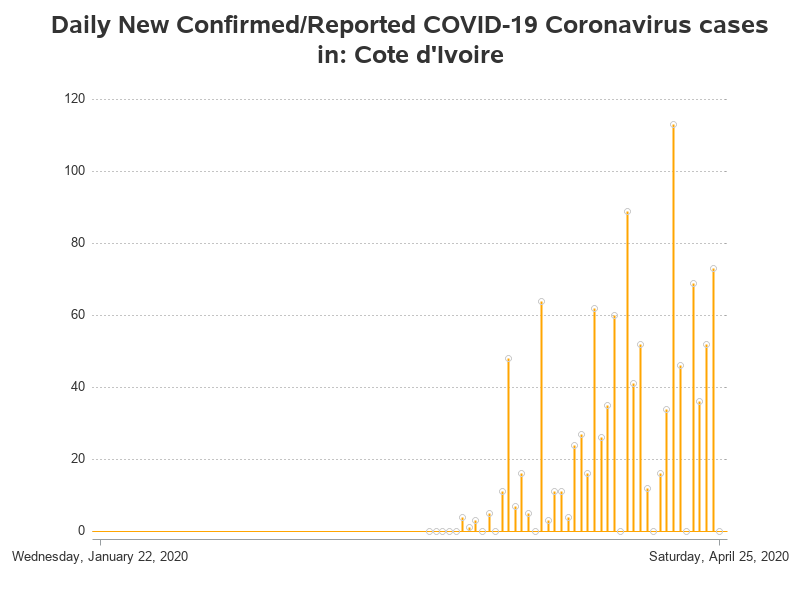 Daily New Confirmed/Reported COVID-19 Coronavirus cases
in: Cote d'Ivoire
120
100
80
60
40
20
0
Wednesday, January 22, 2020
Saturday, April 25, 2020